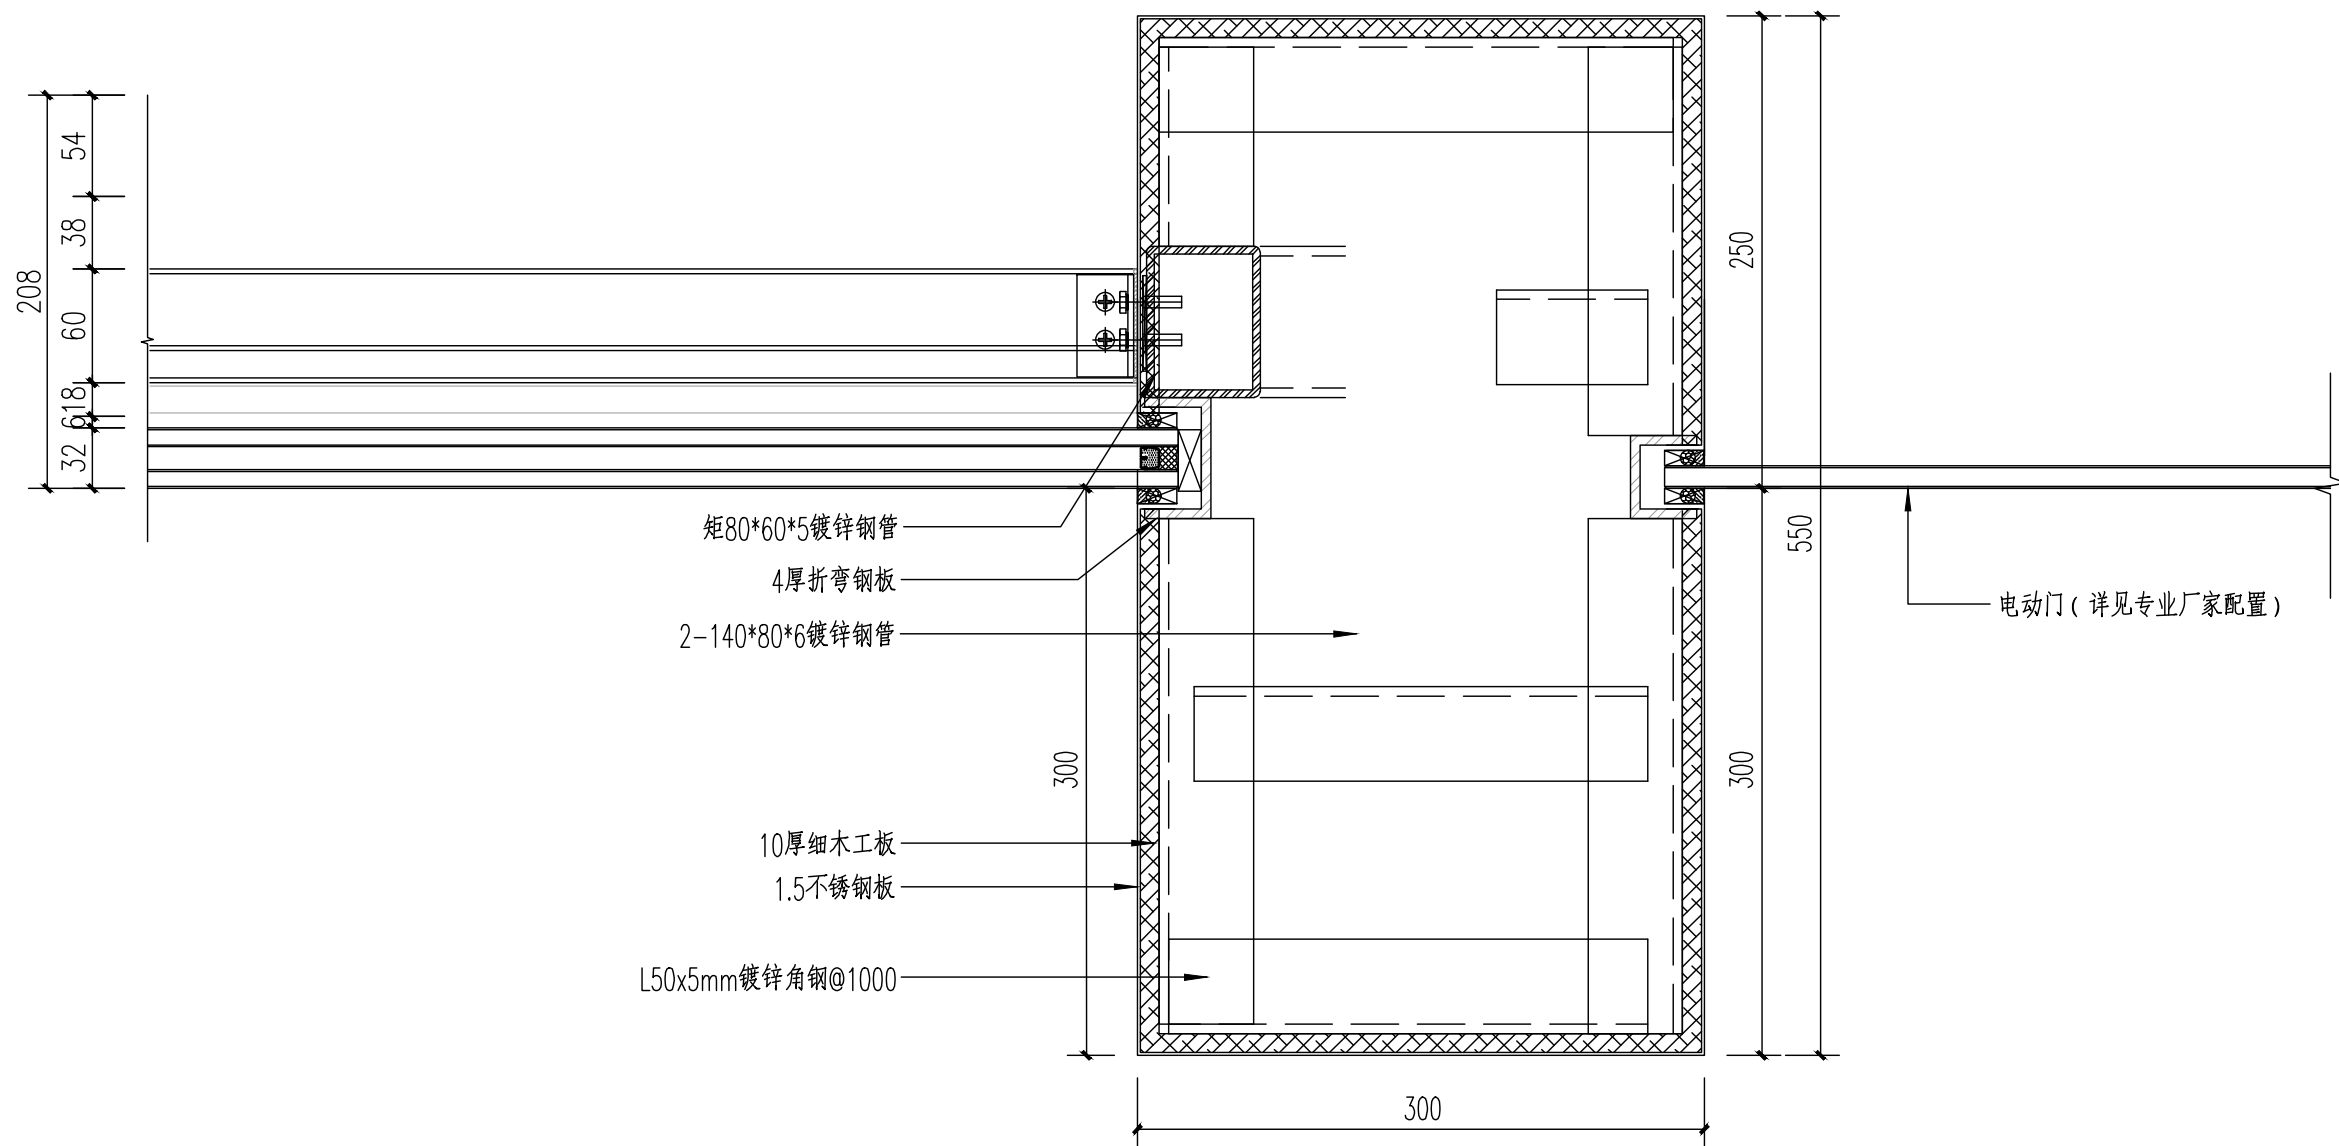 54
38
208
60
18
6
32
250
550
300
300
300
矩80*60*5镀锌钢管
4厚折弯钢板
2-140*80*6镀锌钢管
电动门(详见专业厂家配置)
10厚细木工板
1.5不锈钢板
L50x5mm镀锌角钢@1000